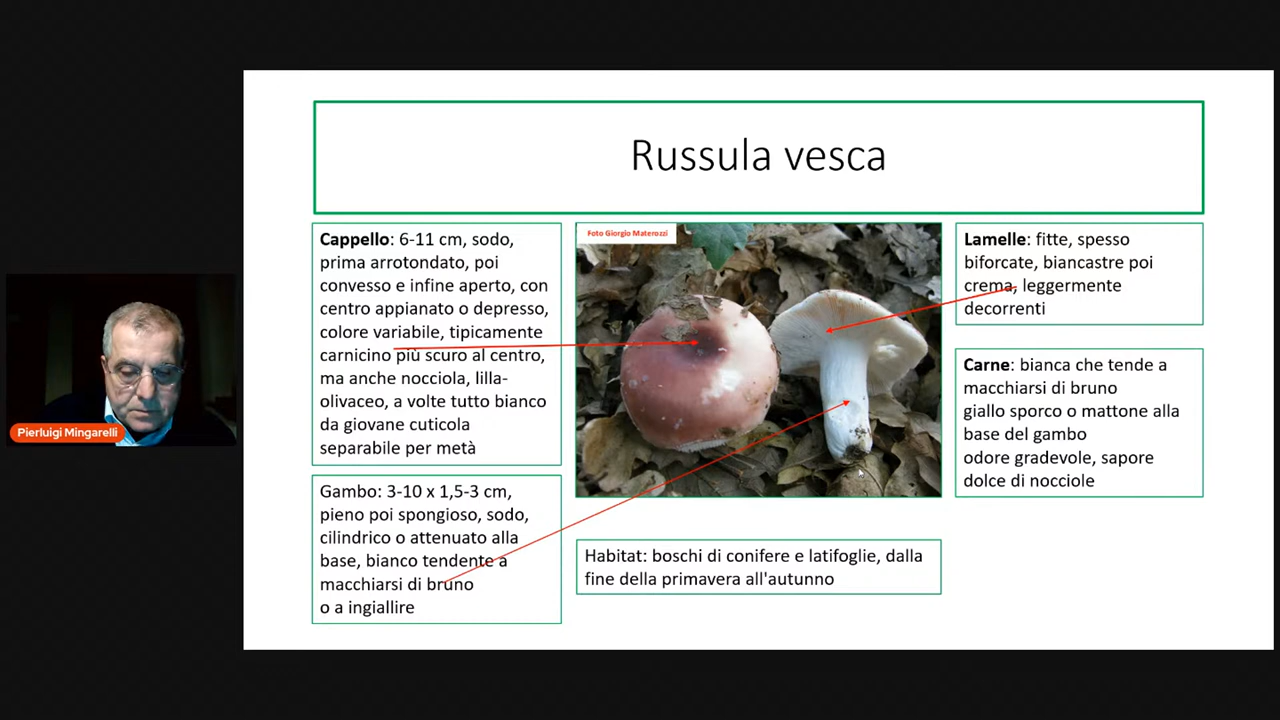 Russula vesca
Cappello: 6-11 cm, sodo,
prima arrotondato, poi
convesso e infine aperto, con
centro appianato o depresso,
colore variabile, tipicamente
carnicino più scuro al centro,
ma anche nocciola, lilla-
olivaceo, a volte tutto bianco
da giovane cuticola
separabile per metà
Gambo: 3-10 x 1,5-3 cm,
pieno poi spongioso, sodo,
cilindrico o attenuato alla
base, bianco tendente a
macchiarsi di bruno
o a ingiallire
Foto Giorgio Materozzi
Habitat: boschi di conifere e latifoglie, dalla
fine della primavera all'autunno
Lamelle: fitte, spesso
biforcate, biancastre poi
crema, leggermente
decorrenti
Carne: bianca che tende a
macchiarsi di bruno
giallo sporco o mattone alla
base del gambo
odore gradevole, sapore
dolce di nocciole
Pierluigi Mingarelli